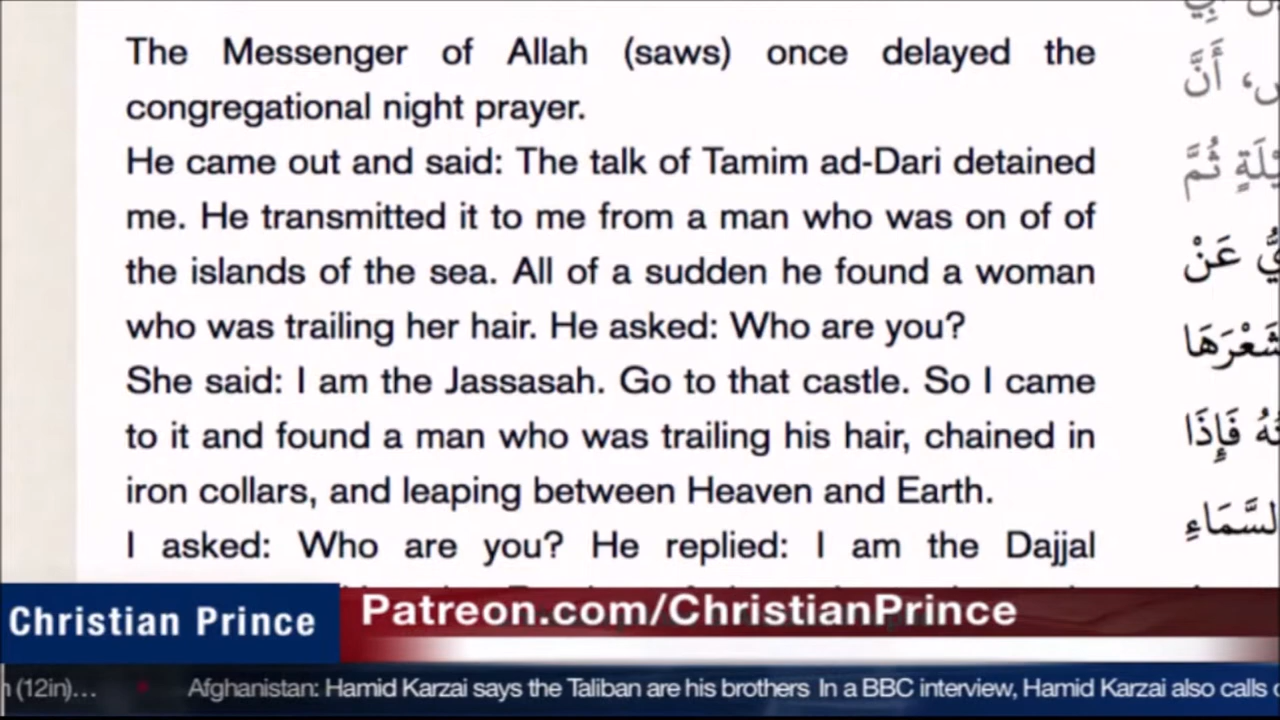 The Messenger of Allah (saws) once delayed the
congregational night prayer.
He came out and said: The talk of Tamim ad-Dari detained
me. He transmitted it to me from a man who was on of of
the islands of the sea. All of a sudden he found a woman
who was trailing her hair. He asked: Who are you?
She said: I am the Jassasah. Go to that castle. So I came
to it and found a man who was trailing his hair, chained in
iron collars, and leaping between Heaven and Earth.
I asked: Who are you? He replied: I am the Dajjal
أَنَّ
ثُمَّ
عَنْ
شَعْرَهَا
فَإِذَا
السَّمَاءِ
Christian Prince
Patreon.com/ChristianPrince
(12in)... Afghanistan: Hamid Karzai says the Taliban are his brothers In a BBC interview, Hamid Karzai also calls